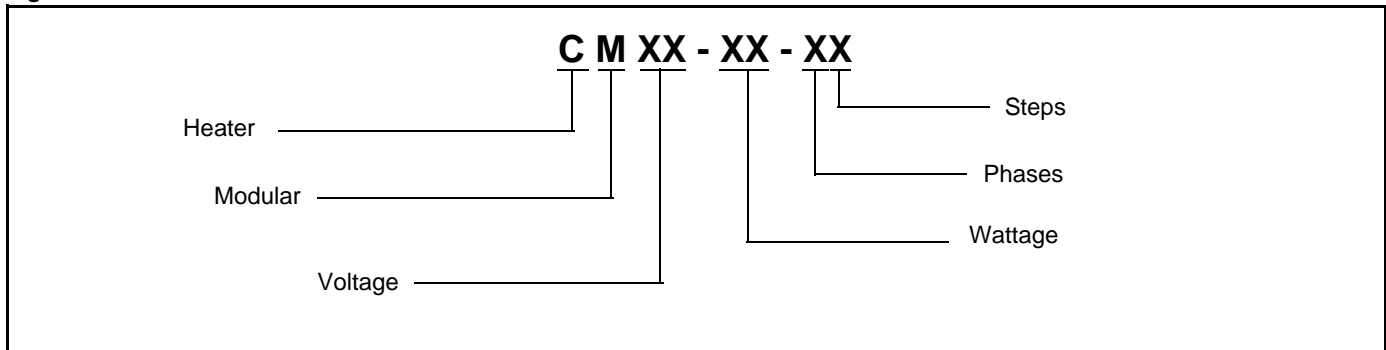 C M XX - XX - XX
Steps
Heater
Phases
Modular
Wattage
Voltage